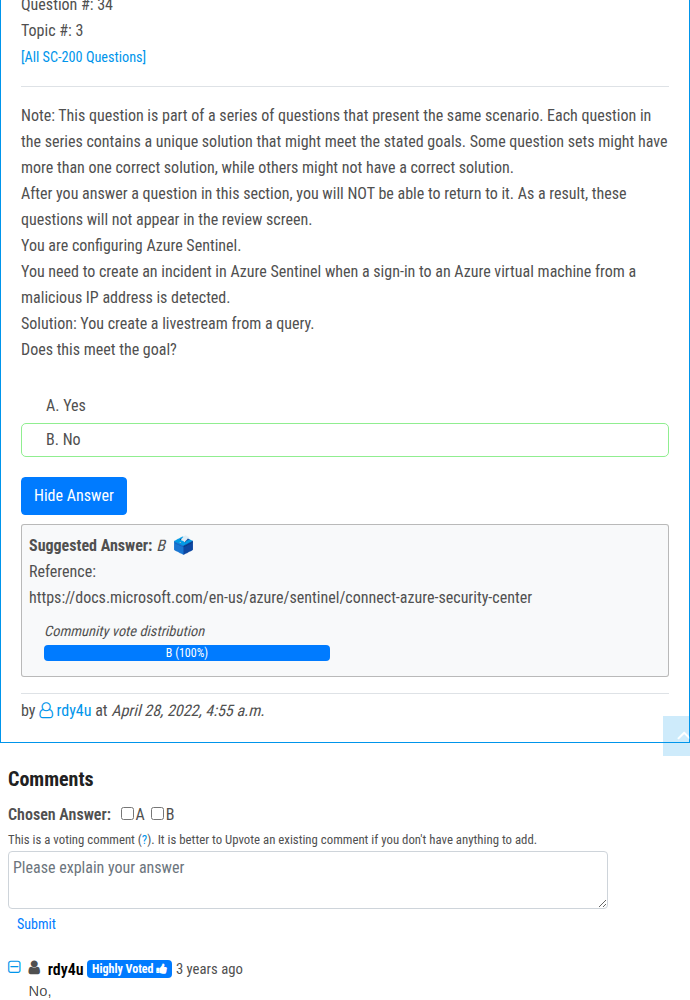 Question #: 34
Topic #: 3
[All SC-200 Questions]
Note: This question is part of a series of questions that present the same scenario. Each question in
the series contains a unique solution that might meet the stated goals. Some question sets might have
more than one correct solution, while others might not have a correct solution.
After you answer a question in this section, you will NOT be able to return to it. As a result, these
questions will not appear in the review screen.
You are configuring Azure Sentinel.
You need to create an incident in Azure Sentinel when a sign-in to an Azure virtual machine from a
malicious IP address is detected.
Solution: You create a livestream from a query.
Does this meet the goal?
A. Yes
B. No
Hide Answer
Suggested Answer: B
Reference:
https://docs.microsoft.com/en-us/azure/sentinel/connect-azure-security-center
Community vote distribution
B (100%)
by rdy4u at April 28, 2022, 4:55 a.m.
Comments
Chosen Answer: A B
This is a voting comment (?). It is better to Upvote an existing comment if you don't have anything to add.
Please explain your answer
Submit
rdy4u Highly Voted 3 years ago
No,